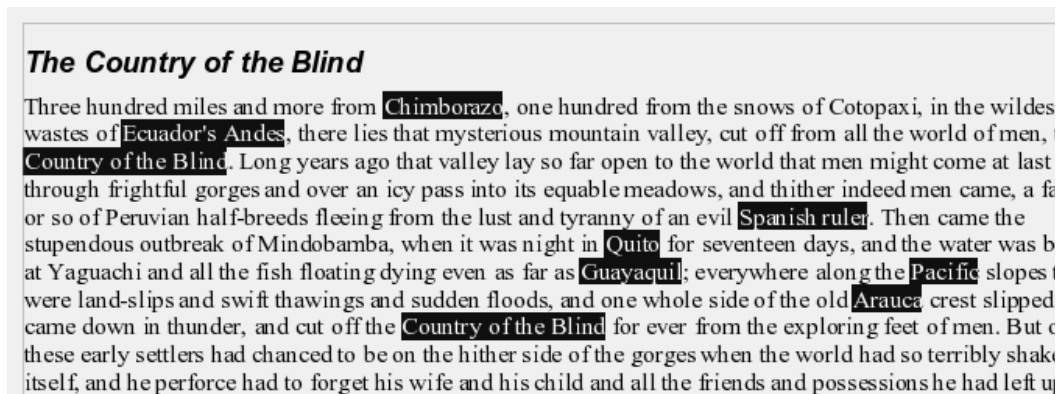 The Country of the Blind
Three hundred miles and more from Chimborazo, one hundred from the snows of Cotopaxi, in the wildes
wastes of Ecuador's Andes, there lies that mysterious mountain valley, cut off from all the world of men,
Country of the Blind. Long years ago that valley lay so far open to the world that men might come at last
through frightful gorges and over an icy pass into its equable meadows, and thither indeed men came, a fa
or so of Peruvian half-breeds fleeing from the lust and tyranny of an evil Spanish ruler. Then came the
stupendous outbreak of Mindobamba, when it was night in Quito for seventeen days, and the water was b
at Yaguachi and all the fish floating dying even as far as Guayaquil; everywhere along the Pacific slopes t
were land-slips and swift thawings and sudden floods, and one whole side of the old Arauca crest slipped
came down in thunder, and cut off the Country of the Blind for ever from the exploring feet of men. But o
these early settlers had chanced to be on the hither side of the gorges when the world had so terribly shak
itself, and he perforce had to forget his wife and his child and all the friends and possessions he had left u